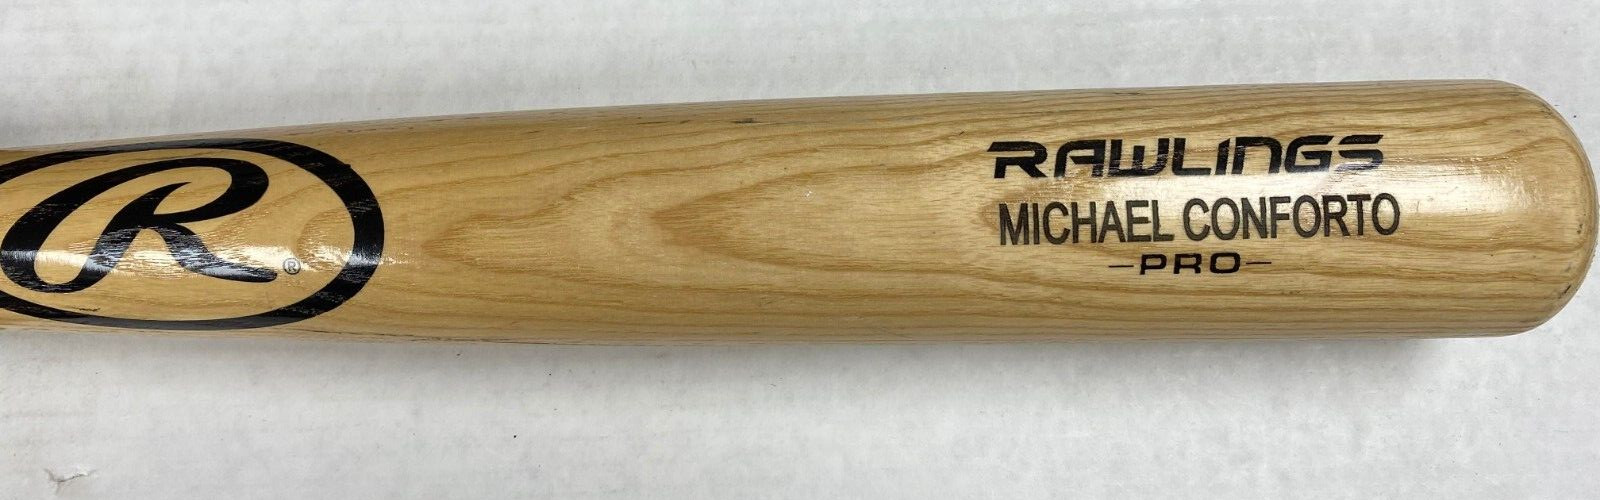 R ®
RAWLINGS
MICHAEL CONFORTO
-PRO-